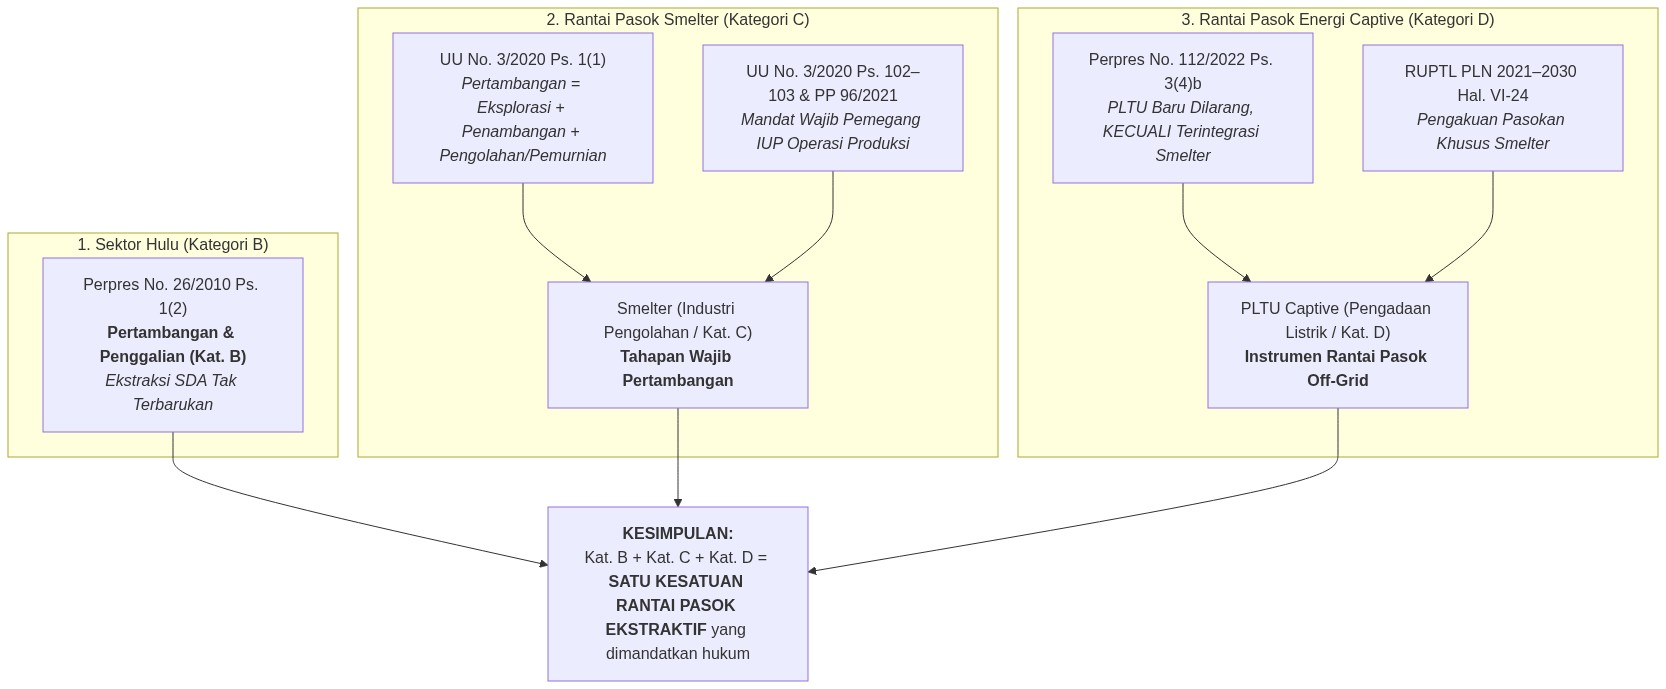 1. Sektor Hulu (Kategori B)
Perpres No. 26/2010 Ps.
1(2)
Pertambangan &
Penggalian (Kat. B)
Ekstraksi SDA Tak
Terbarukan
2. Rantai Pasok Smelter (Kategori C)
UU No. 3/2020 Ps. 1(1)
Pertambangan =
Eksplorasi +
Penambangan +
Pengolahan/Pemurnian
UU No. 3/2020 Ps. 102–
103 & PP 96/2021
Mandat Wajib Pemegang
IUP Operasi Produksi
Smelter (Industri
Pengolahan / Kat. C)
Tahapan Wajib
Pertambangan
3. Rantai Pasok Energi Captive (Kategori D)
Perpres No. 112/2022 Ps.
3(4)b
PLTU Baru Dilarang,
KECUALI Terintegrasi
Smelter
RUPTL PLN 2021–2030
Hal. VI-24
Pengakuan Pasokan
Khusus Smelter
PLTU Captive (Pengadaan
Listrik / Kat. D)
Instrumen Rantai Pasok
Off-Grid
KESIMPULAN:
Kat. B + Kat. C + Kat. D =
SATU KESATUAN
RANTAI PASOK
EKSTRAKTIF yang
dimandatkan hukum